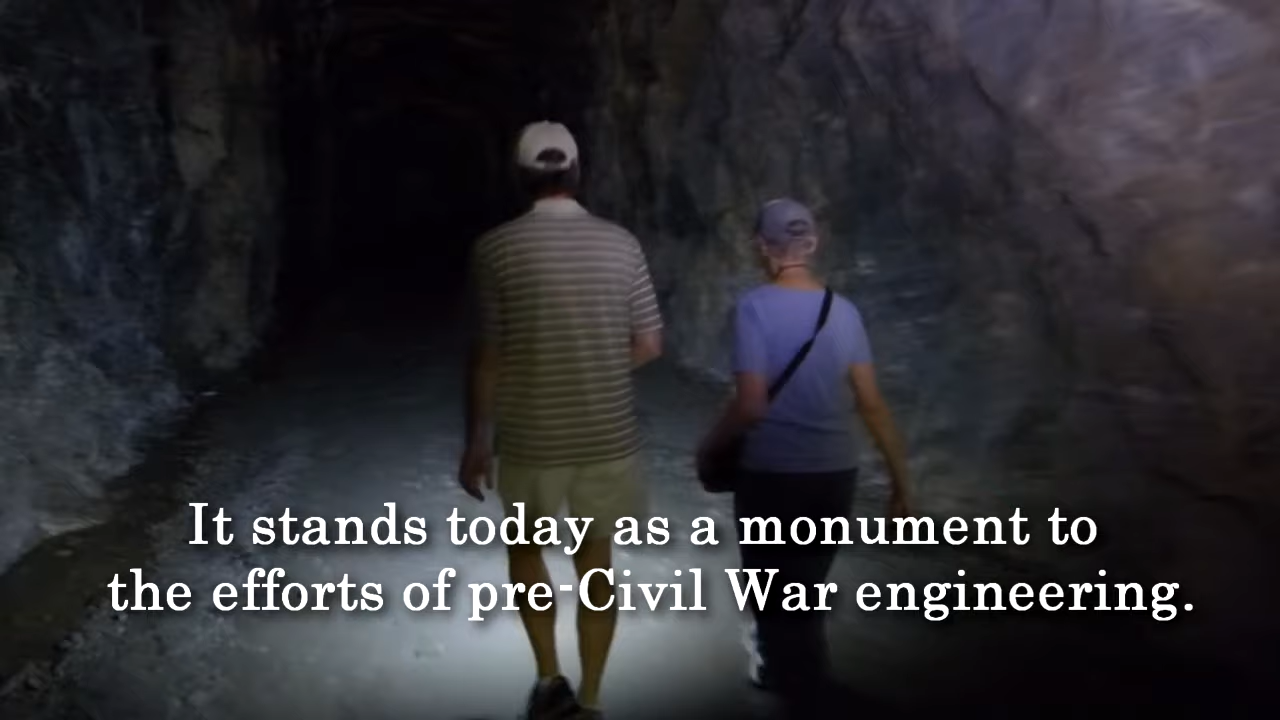 It stands today as a monument to
the efforts of pre-Civil War engineering.